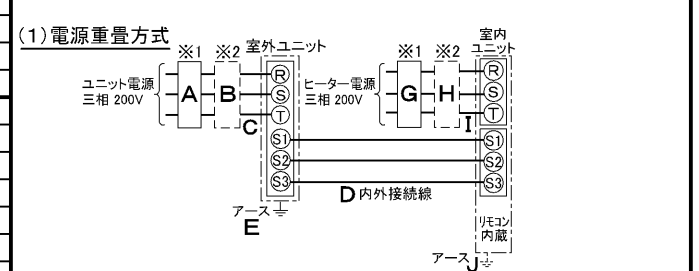 (1)電源重畳方式
※1 ※2 室外ユニット
ユニット電源
三相 200V
A B C
R
S
T
S1
S2
S3
アース
E
※1 ※2 室内
ユニット
ヒーター電源
三相 200V
G H I
R
S
T
S1
S2
S3
D 内外接続線
リモコン
内蔵
アース J